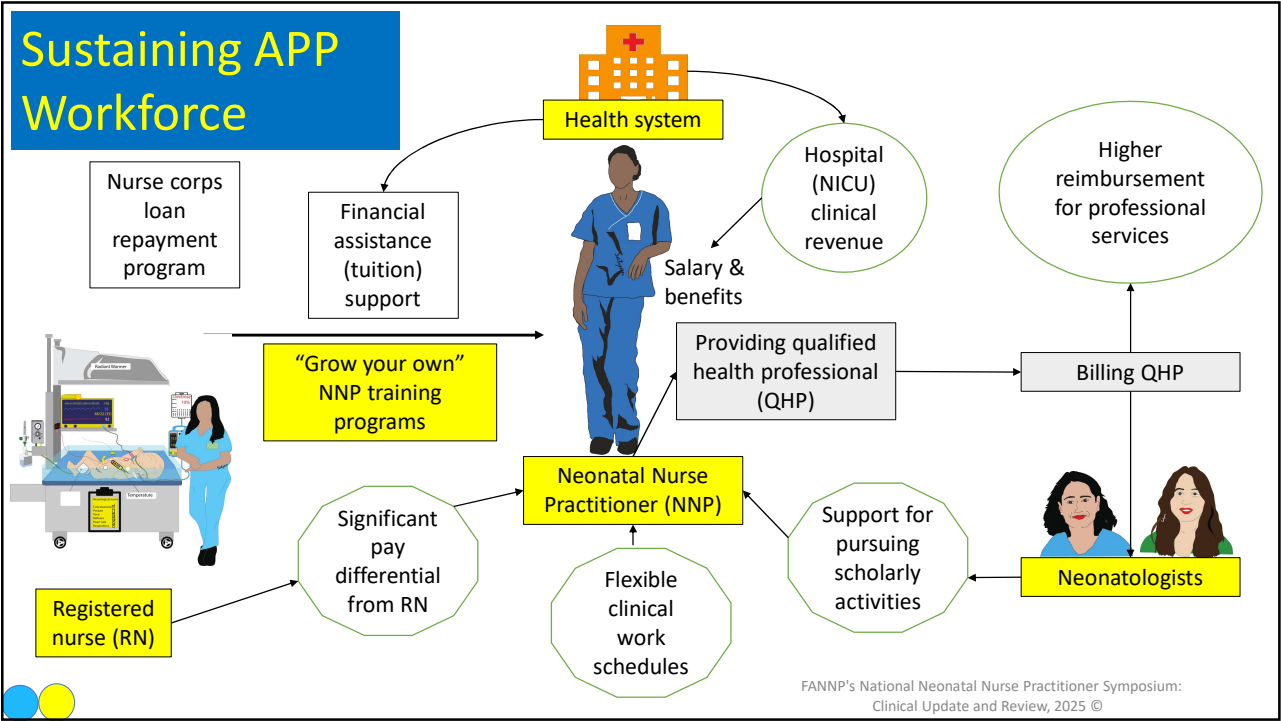 Sustaining APP
Workforce
Health system
Nurse corps
loan
repayment
program
Financial
assistance
(tuition)
support
Hospital
(NICU)
clinical
revenue
Higher
reimbursement
for professional
services
Salary &
benefits
Radiant Warmer
"Grow your own"
NNP training
programs
Providing qualified
health professional
(QHP)
Billing QHP
Temperature
Neonatal Nurse
Practitioner (NNP)
Significant
pay
differential
from RN
Flexible
clinical
work
schedules
Support for
pursuing
scholarly
activities
Neonatologists
Registered
nurse (RN)
FANNP's National Neonatal Nurse Practitioner Symposium:
Clinical Update and Review, 2025 ©